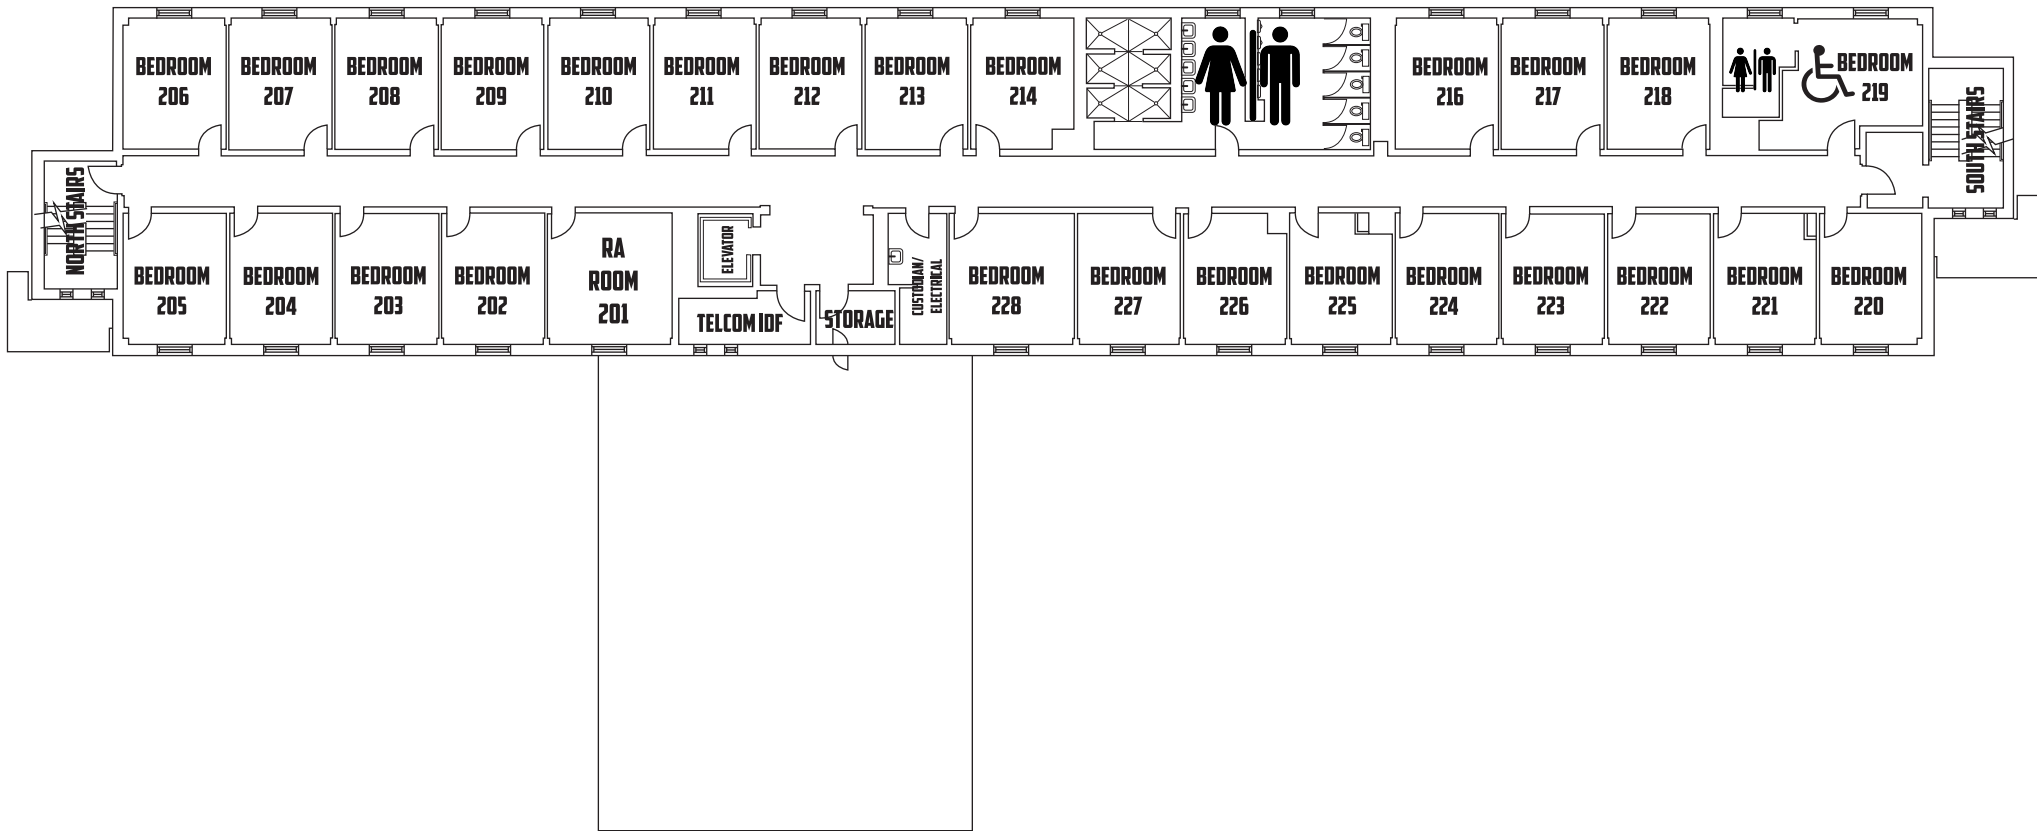 BEDROOM
206
BEDROOM
207
BEDROOM
208
BEDROOM
209
BEDROOM
210
BEDROOM
211
BEDROOM
212
BEDROOM
213
BEDROOM
214
BEDROOM
216
BEDROOM
217
BEDROOM
218
BEDROOM
219
SOUTH STAIRS
NORTH STAIRS
BEDROOM
205
BEDROOM
204
BEDROOM
203
BEDROOM
202
RA
ROOM
201
ELEVATOR
TELCOM IDF
STORAGE
CUSTODIAN/
ELECTRICAL
BEDROOM
228
BEDROOM
227
BEDROOM
226
BEDROOM
225
BEDROOM
224
BEDROOM
223
BEDROOM
222
BEDROOM
221
BEDROOM
220